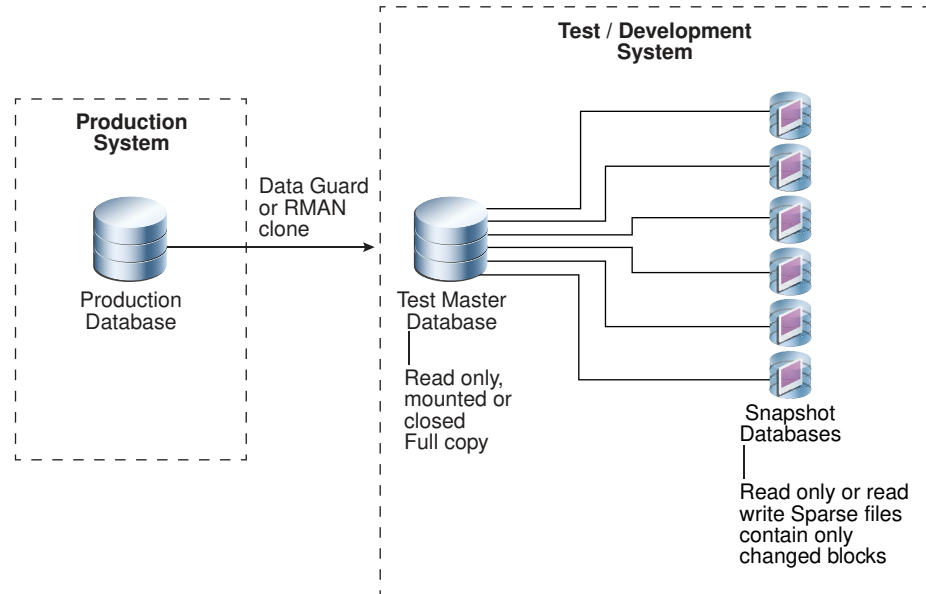 Test / Development
System
Production
System
Data Guard
or RMAN
clone
Production
Database
Test Master
Database
Read only,
mounted or
closed
Full copy
Snapshot
Databases
Read only or read
write Sparse files
contain only
changed blocks